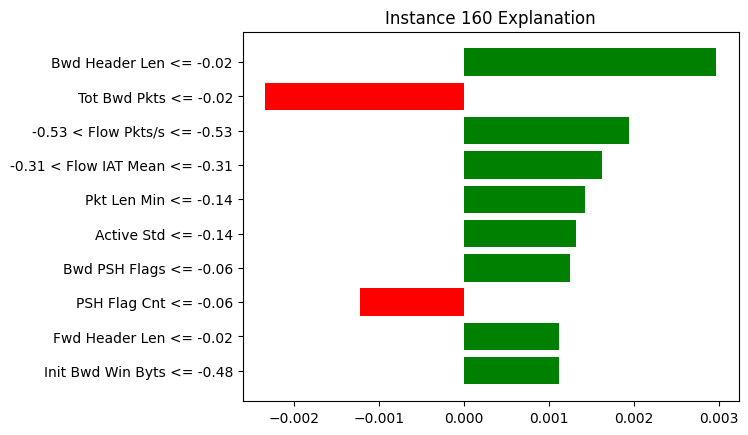 Instance 160 Explanation
Bwd Header Len <= -0.02
Tot Bwd Pkts <= -0.02
-0.53 < Flow Pkts/s <= -0.53
-0.31 < Flow IAT Mean <= -0.31
Pkt Len Min <= -0.14
Active Std <= -0.14
Bwd PSH Flags <= -0.06
PSH Flag Cnt <= -0.06
Fwd Header Len <= -0.02
Init Bwd Win Byts <= -0.48
−0.002 −0.001 0.000 0.001 0.002 0.003